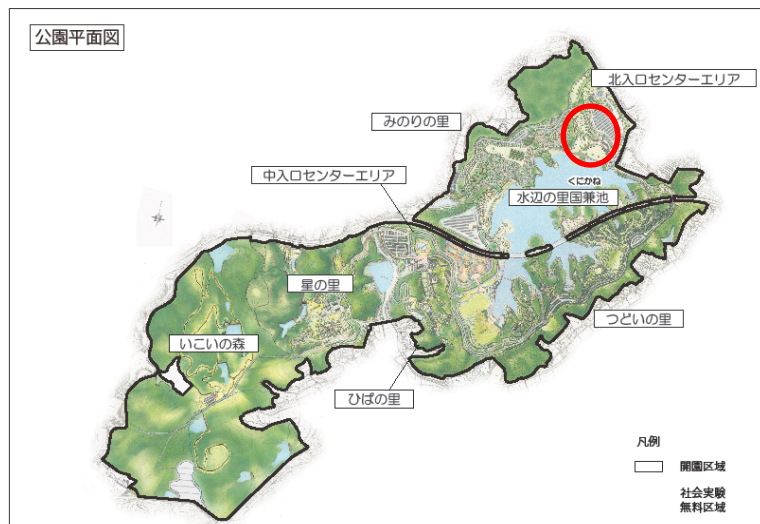 公園平面図
北入口センターエリア
みのりの里
中入口センターエリア
くにかね
水辺の里国兼池
星の里
つどいの里
いこいの森
ひばの里
凡例
開園区域
社会実験
無料区域